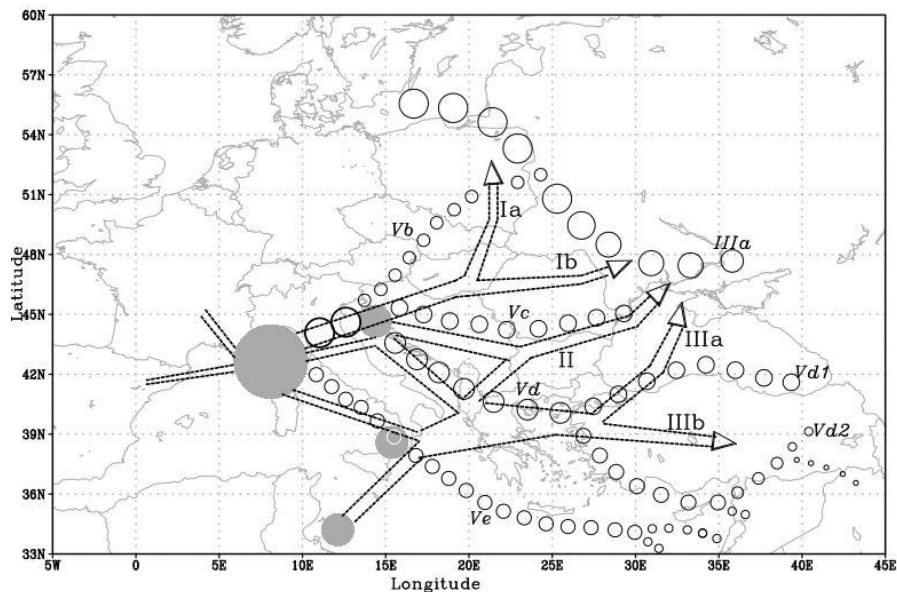 60N
57N
54N
51N
48N
45N
42N
39N
36N
33N
Latitude
Ia
Vb
Ib
IIIa
Vc
II
IIIa
Vd
Vd1
IIIb
Vd2
Ve
5W 0 5E 10E 15E 20E 25E 30E 35E 40E 45E
Longitude